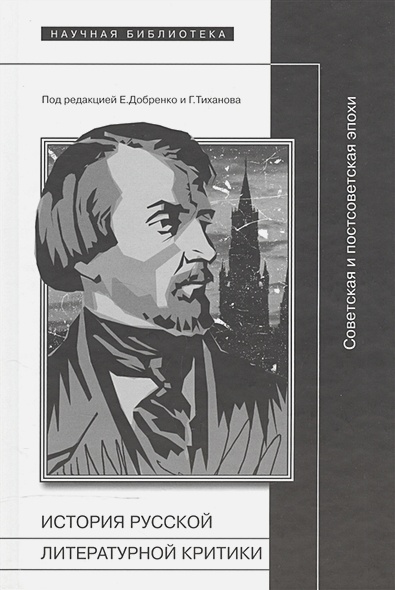 НАУЧНАЯ БИБЛИОТЕКА
Под редакцией Е.Добренко и Г.Тиханова
Советская и постсоветская эпохи
ИСТОРИЯ РУССКОЙ
ЛИТЕРАТУРНОЙ КРИТИКИ